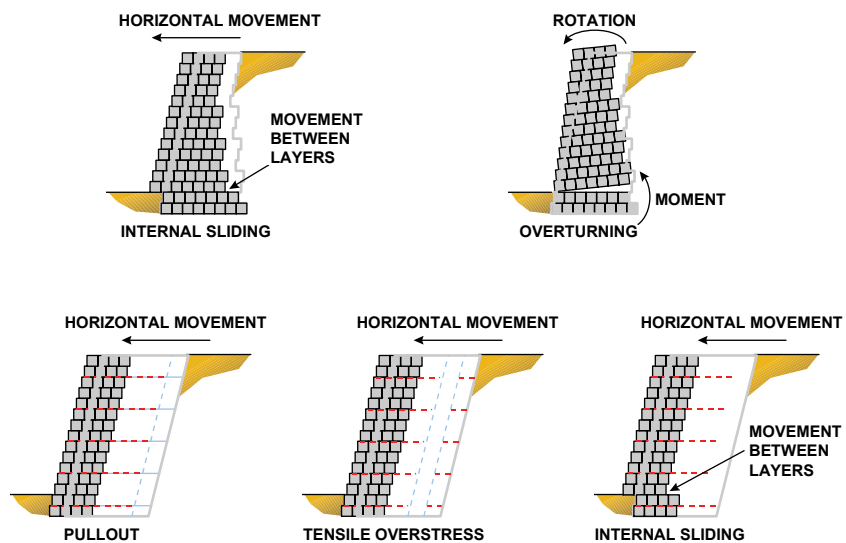 HORIZONTAL MOVEMENT
MOVEMENT
BETWEEN
LAYERS
INTERNAL SLIDING
ROTATION
MOMENT
OVERTURNING
HORIZONTAL MOVEMENT
PULLOUT
HORIZONTAL MOVEMENT
TENSILE OVERSTRESS
HORIZONTAL MOVEMENT
MOVEMENT
BETWEEN
LAYERS
INTERNAL SLIDING